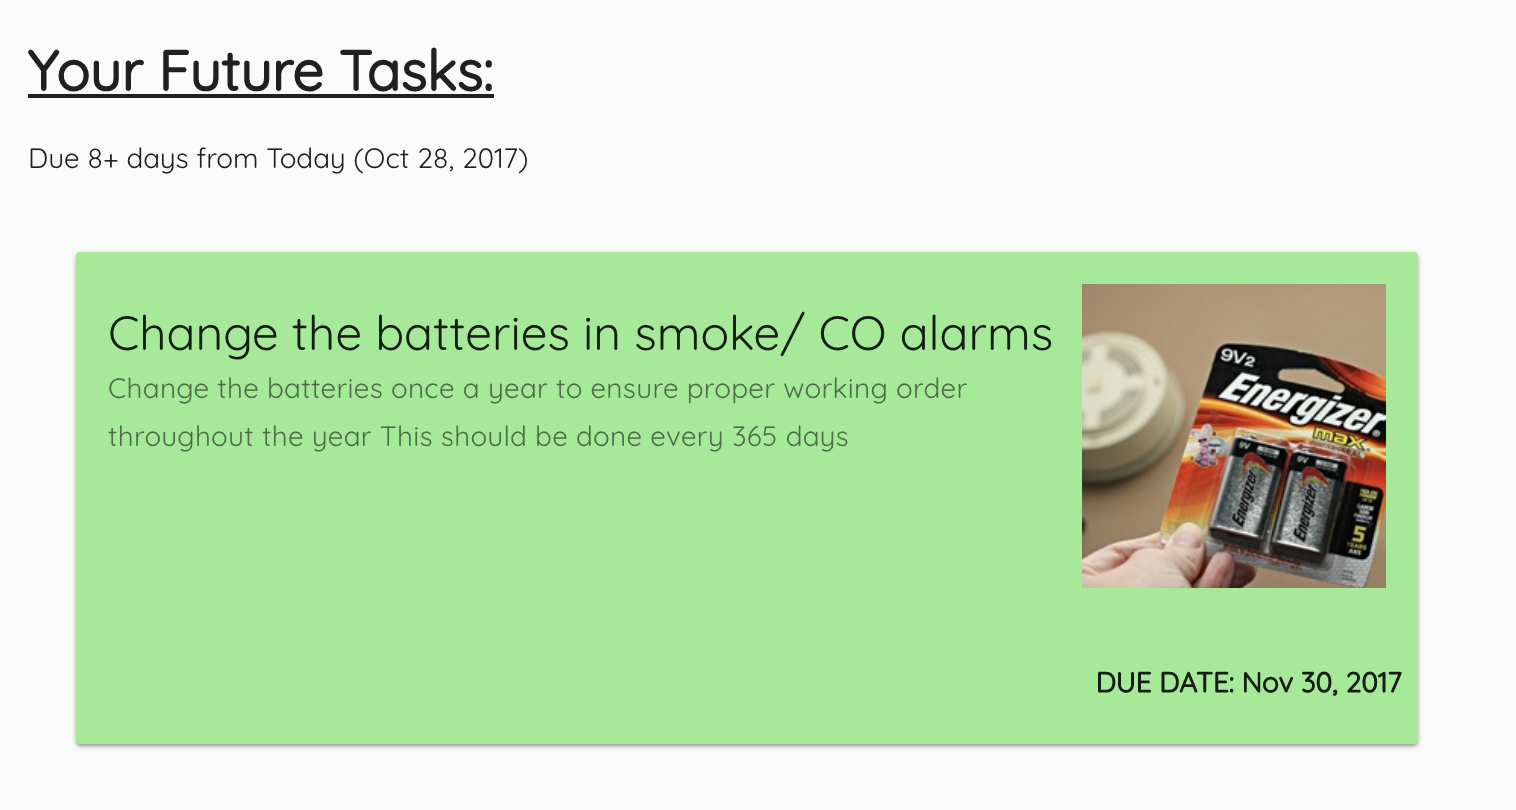 Your Future Tasks:
Due 8+ days from Today (Oct 28, 2017)
Change the batteries in smoke/ CO alarms
Change the batteries once a year to ensure proper working order
throughout the year This should be done every 365 days
9V2
Energizer
max
9V
9V
Energizer
Energizer
5
YEARS
DUE DATE: Nov 30, 2017